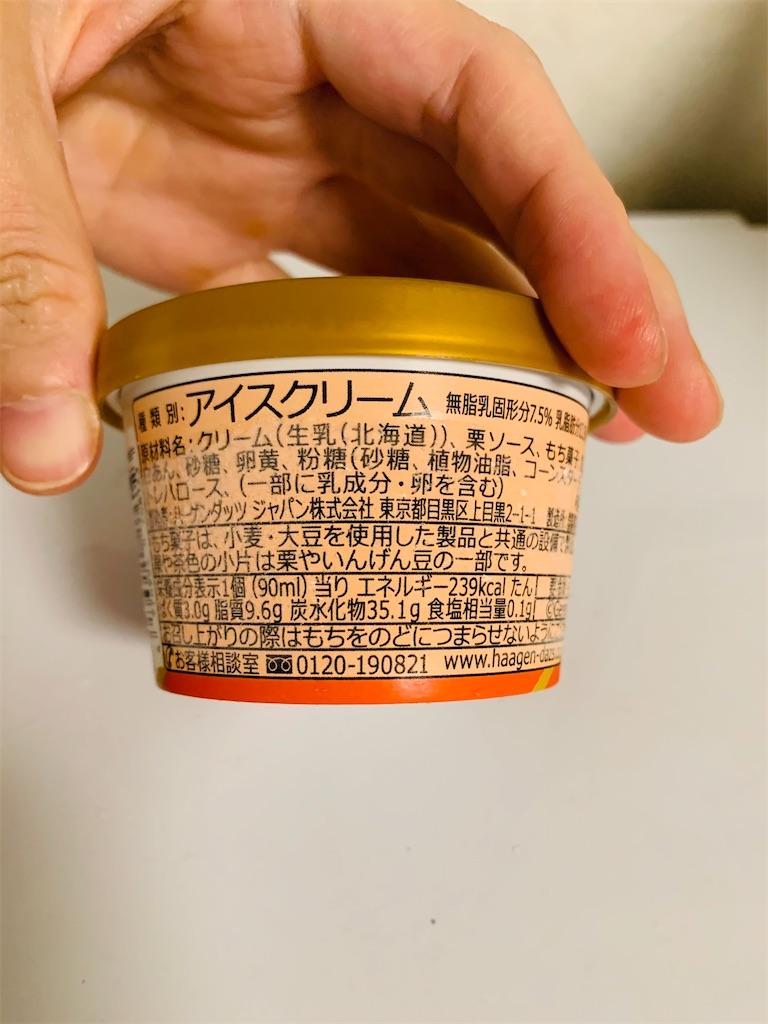 種類別:アイスクリーム 無脂乳固形分7.5% 乳脂肪分
原材料名:クリーム(生乳(北海道))、栗ソース、もち菓子
あん、砂糖、卵黄、粉糖(砂糖、植物油脂、コーンスター
トレハロース、(一部に乳成分・卵を含む)
ハーゲンダッツ ジャパン株式会社 東京都目黒区上目黒2-1-1
もち菓子は、小麦・大豆を使用した製品と共通の設備で
や茶色の小片は栗やいんげん豆の一部です。
栄養成分表示1個(90ml)当り エネルギー239kcal たん
ぱく質3.0g 脂質9.6g 炭水化物35.1g 食塩相当量0.1g
お召し上がりの際はもちをのどにつまらせないように
お客様相談室 0120-190821 www.haagen-dazs.